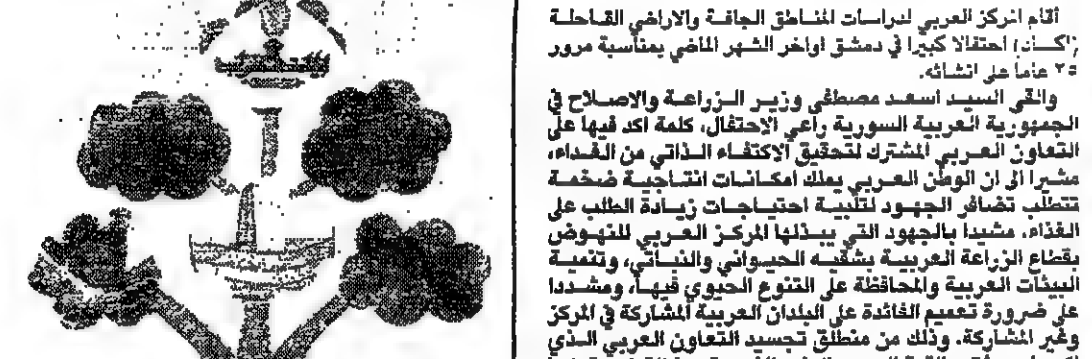 أقام المركز العربي لدراسات المناطق الجافة والاراضي القاحلة
(اكساد) احتفالا كبيرا في دمشق اواخر الشهر الماضي بمناسبة مرور
٢٥ عاما على انشائه.
والقى السيد اسعد مصطفى وزير الزراعة والاصلاح في
الجمهورية العربية السورية راعي الاحتفال، كلمة اكد فيها على
التعاون العربي المشترك لتحقيق الاكتفاء الذاتي من الغذاء،
مشيرا الى ان الوطن العربي يملك امكانات انتاجية ضخمة
تتطلب تضافر الجهود لتلبية احتياجات زيادة الطلب على
الغذاء، مشيدا بالجهود التي يبذلها المركز العربي للنهوض
بقطاع الزراعة العربية بشقيه الحيواني والنباتي، وتنمية
البيئات العربية والمحافظة على التنوع الحيوي فيها، ومشددا
على ضرورة تعميم الفائدة على البلدان العربية المشاركة في المركز
وغير المشاركة، وذلك من منطلق تجسيد التعاون العربي الذي